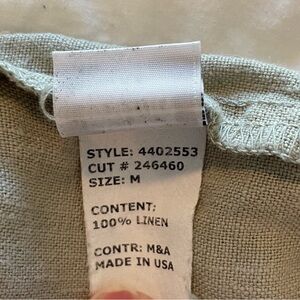 STYLE: 4402553
CUT # 246460
SIZE: M
CONTENT:
100% LINEN
CONTR: M&A
MADE IN USA